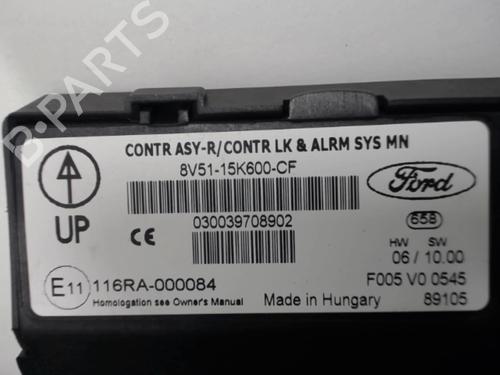 B-PARTS
CONTR ASY-R/CONTR LK & ALRM SYS MN
8V51-15K600-CF
Ford
UP
030039708902
CE
658
HW SW
06 / 10.00
E11 116RA-000084
F005 V0 0545
Homologation see Owner's Manual
Made in Hungary
89105